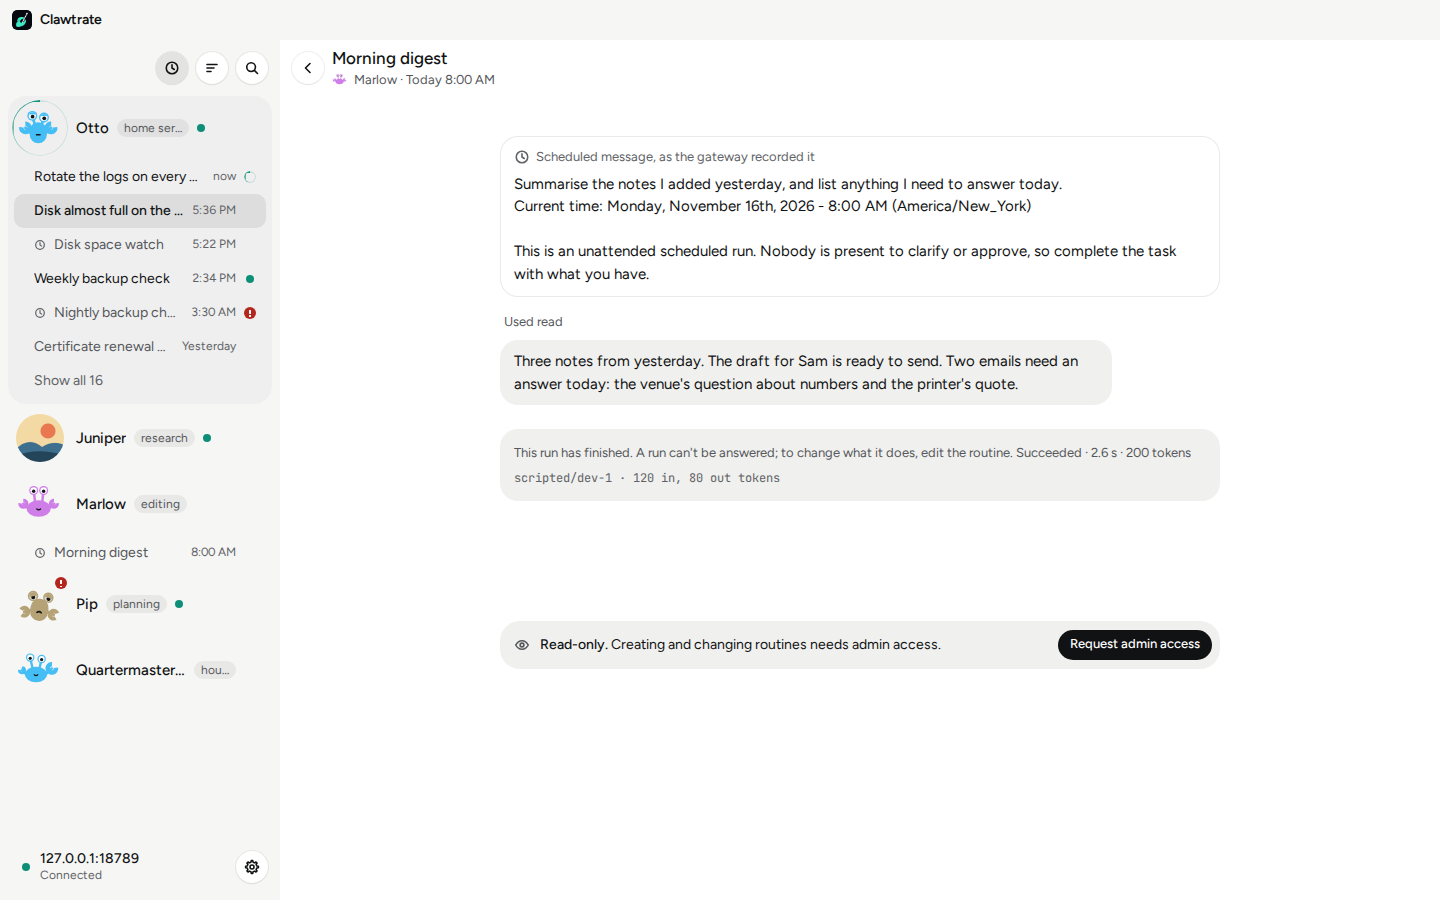 Clawtrate
Otto home ser...
Rotate the logs on every ... now
Disk almost full on the ... 5:36 PM
Disk space watch 5:22 PM
Weekly backup check 2:34 PM
Nightly backup ch... 3:30 AM
Certificate renewal ... Yesterday
Show all 16
Juniper research
Marlow editing
Morning digest 8:00 AM
Pip planning
Quartermaster... hou...
127.0.0.1:18789
Connected
Morning digest
Marlow · Today 8:00 AM
Scheduled message, as the gateway recorded it
Summarise the notes I added yesterday, and list anything I need to answer today.
Current time: Monday, November 16th, 2026 - 8:00 AM (America/New_York)
This is an unattended scheduled run. Nobody is present to clarify or approve, so complete the task
with what you have.
Used read
Three notes from yesterday. The draft for Sam is ready to send. Two emails need an
answer today: the venue's question about numbers and the printer's quote.
This run has finished. A run can't be answered; to change what it does, edit the routine. Succeeded · 2.6 s · 200 tokens
scripted/dev-1 · 120 in, 80 out tokens
Read-only. Creating and changing routines needs admin access.
Request admin access